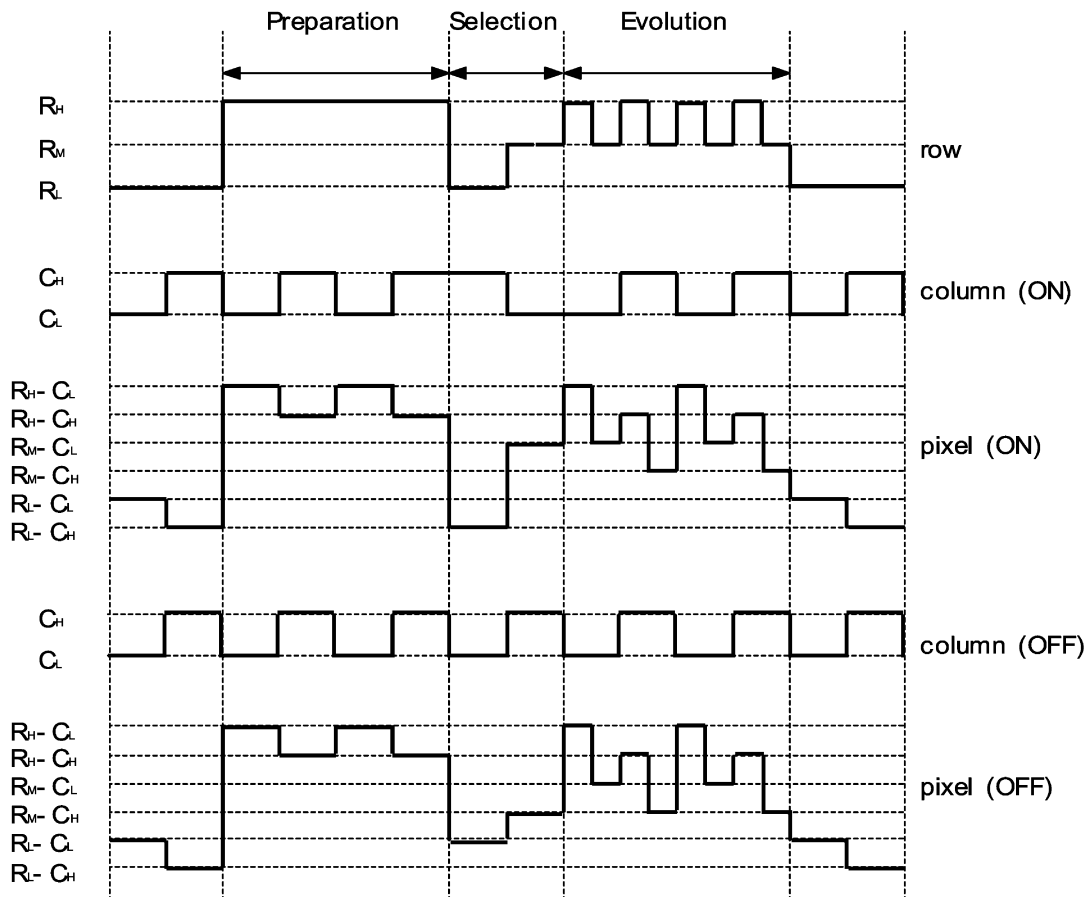 Preparation Selection Evolution
RH
RM
row
RL
CH
column (ON)
CL
RH- CL
RH- CH
RM- CL
pixel (ON)
RM- CH
RL- CL
RL- CH
CH
column (OFF)
CL
RH- CL
RH- CH
RM- CL
pixel (OFF)
RM- CH
RL- CL
RL- CH